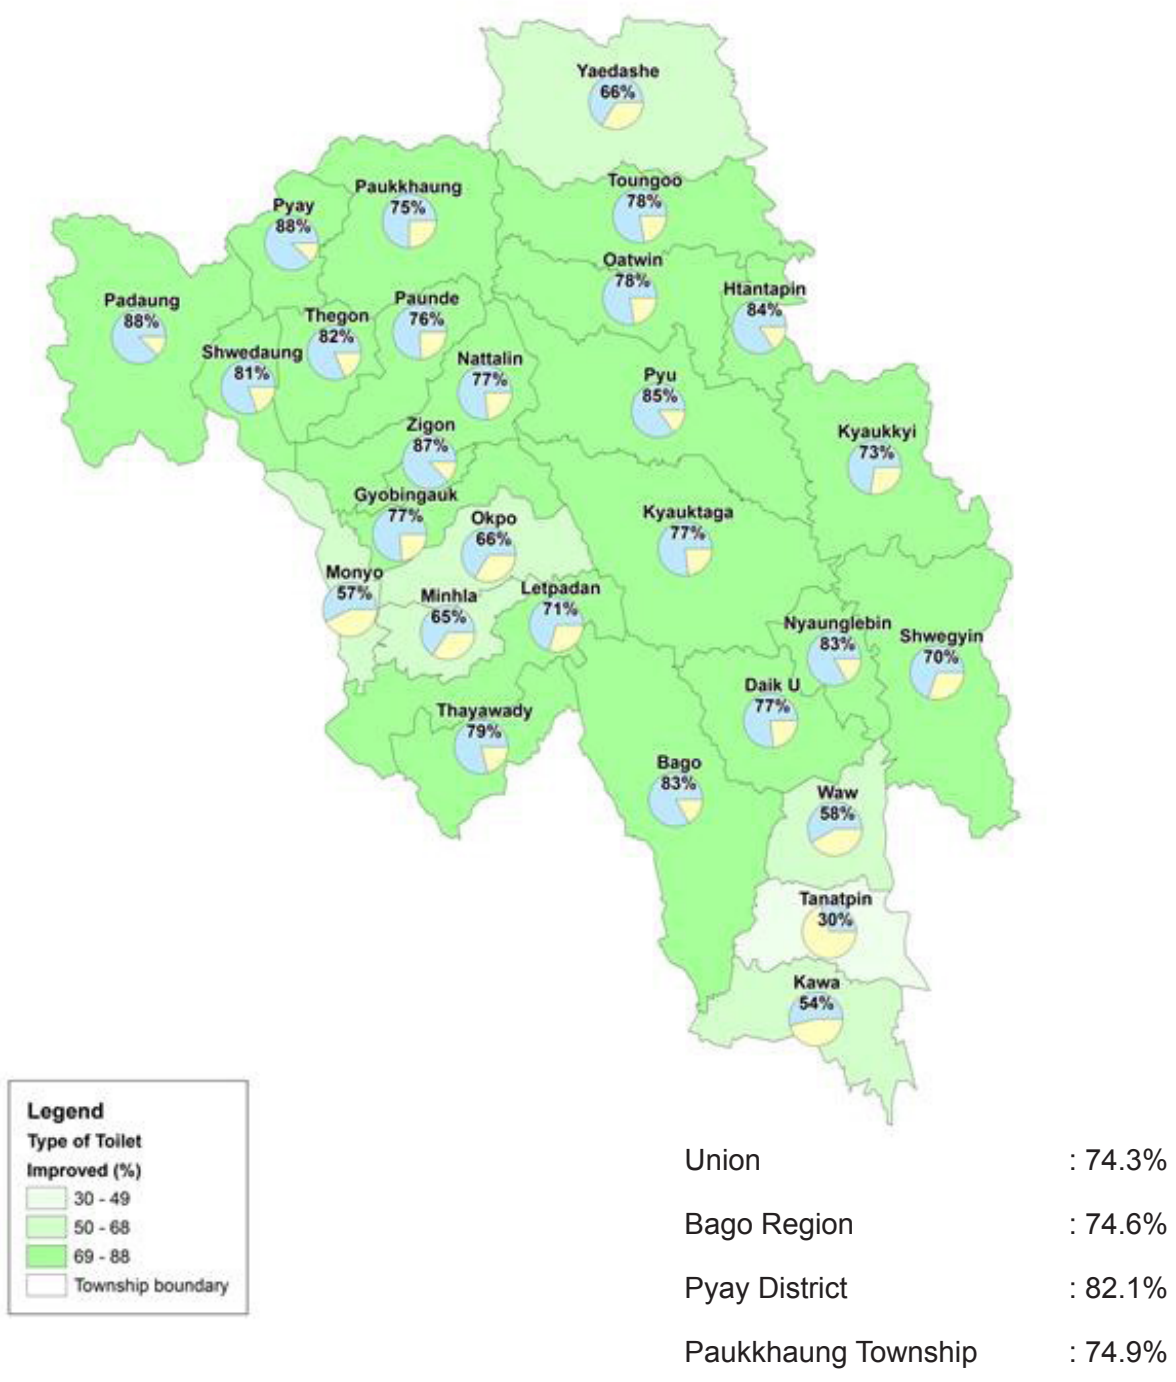 Yaedashe
66%
Toungoo
78%
Paukkhaung
75%
Pyay
88%
Oatwin
78%
Htantapin
84%
Padaung
88%
Paunde
76%
Thegon
82%
Shwedaung
81%
Nattalin
77%
Pyu
85%
Zigon
87%
Kyaukkyi
73%
Gyobingauk
77%
Okpo
66%
Kyauktaga
77%
Monyo
57%
Minhla
65%
Letpadan
71%
Nyaunglebin
83%
Shwegyin
70%
Daik U
77%
Thayawady
79%
Bago
83%
Waw
58%
Tanatpin
30%
Kawa
54%
Legend
Type of Toilet
Improved (%)
30 - 49
50 - 68
69 - 88
Township boundary
Union : 74.3%
Bago Region : 74.6%
Pyay District : 82.1%
Paukkhaung Township : 74.9%